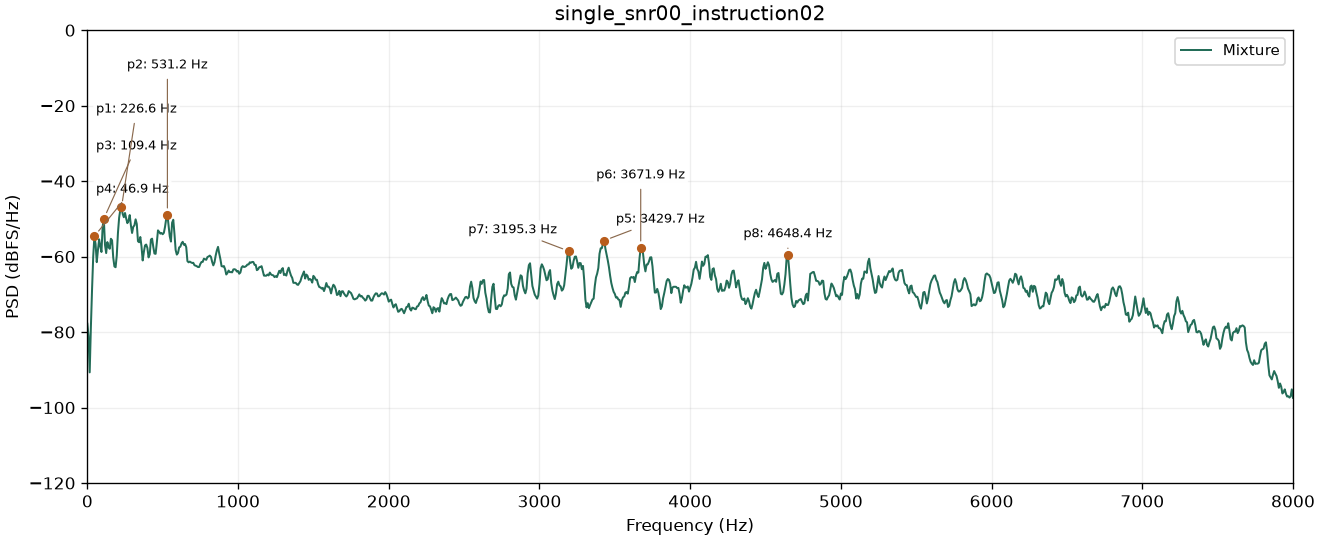 single_snr00_instruction02
Mixture
p2: 531.2 Hz
p1: 226.6 Hz
p3: 109.4 Hz
p4: 46.9 Hz
p6: 3671.9 Hz
p5: 3429.7 Hz
p7: 3195.3 Hz
p8: 4648.4 Hz
PSD (dBFS/Hz)
0
−20
−40
−60
−80
−100
−120
0 1000 2000 3000 4000 5000 6000 7000 8000
Frequency (Hz)